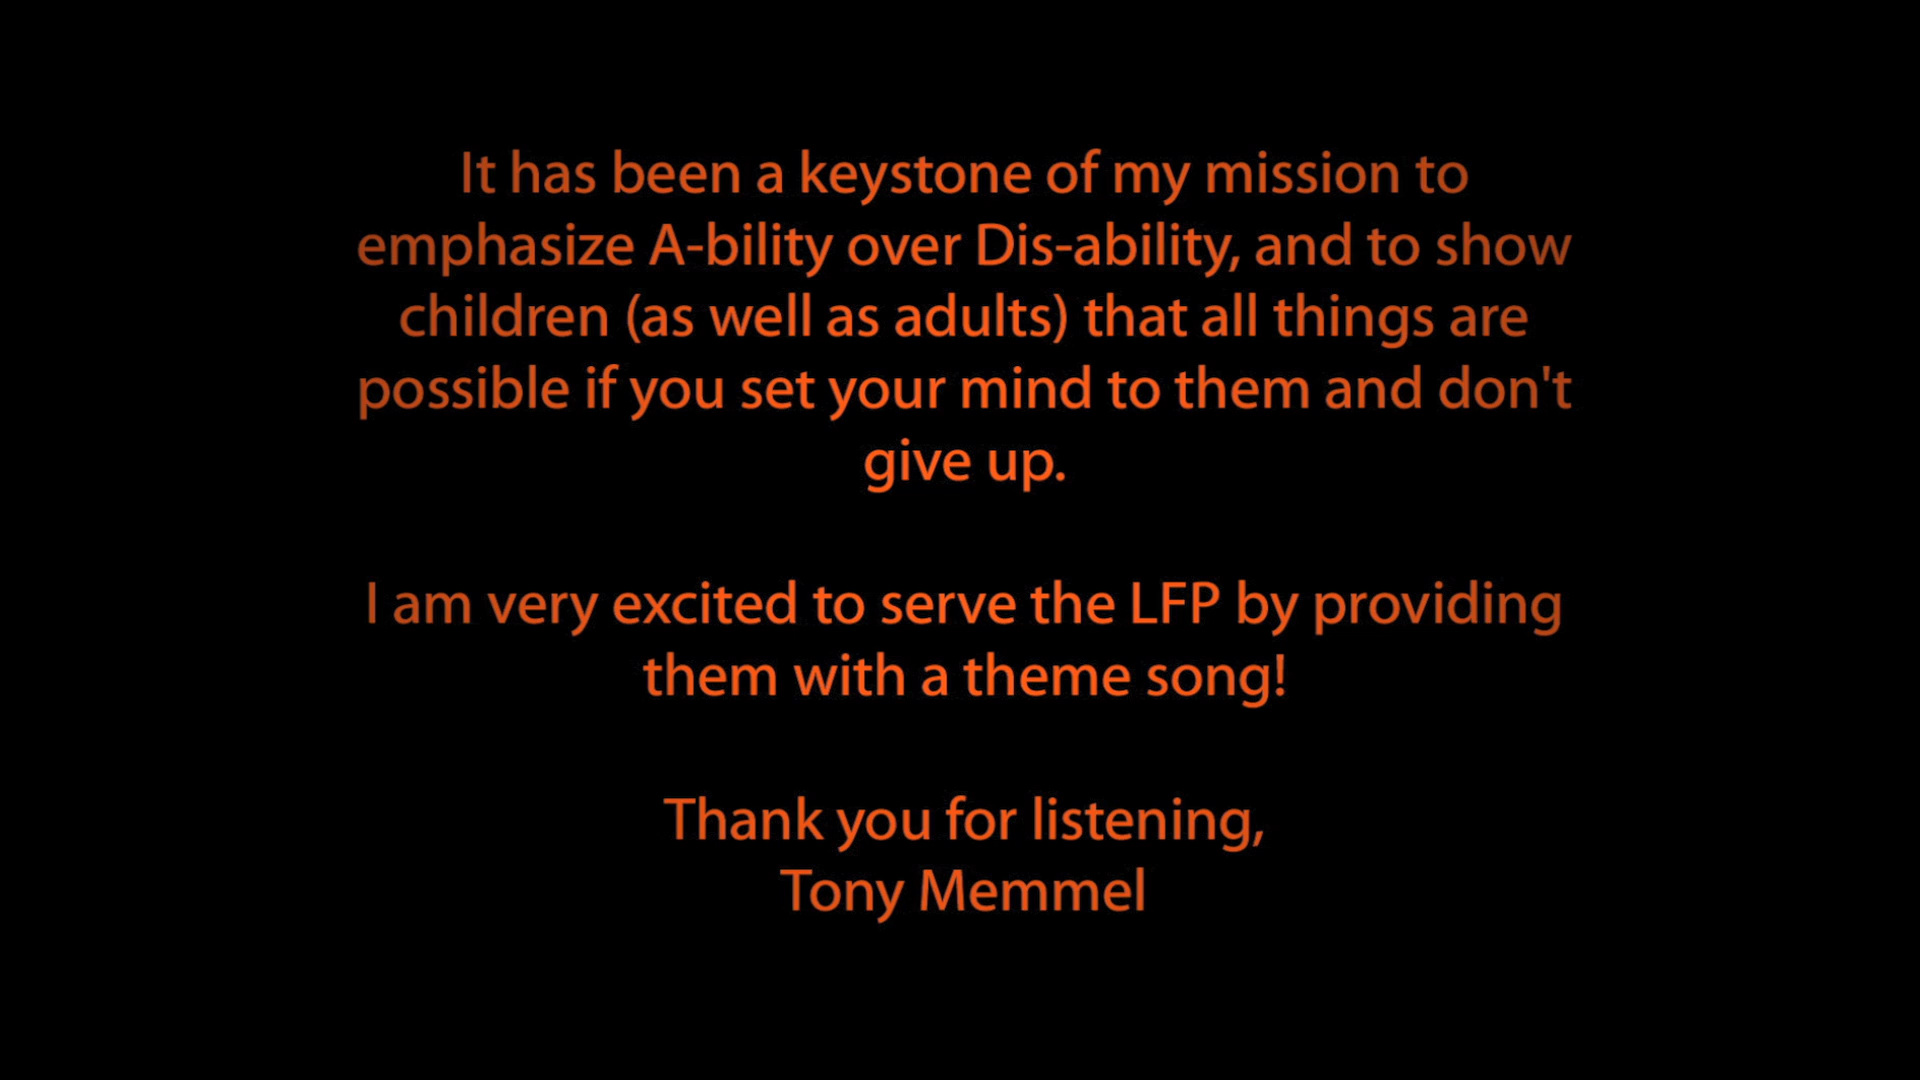 It has been a keystone of my mission to
emphasize A-bility over Dis-ability, and to show
children (as well as adults) that all things are
possible if you set your mind to them and don't
give up.
I am very excited to serve the LFP by providing
them with a theme song!
Thank you for listening,
Tony Memmel